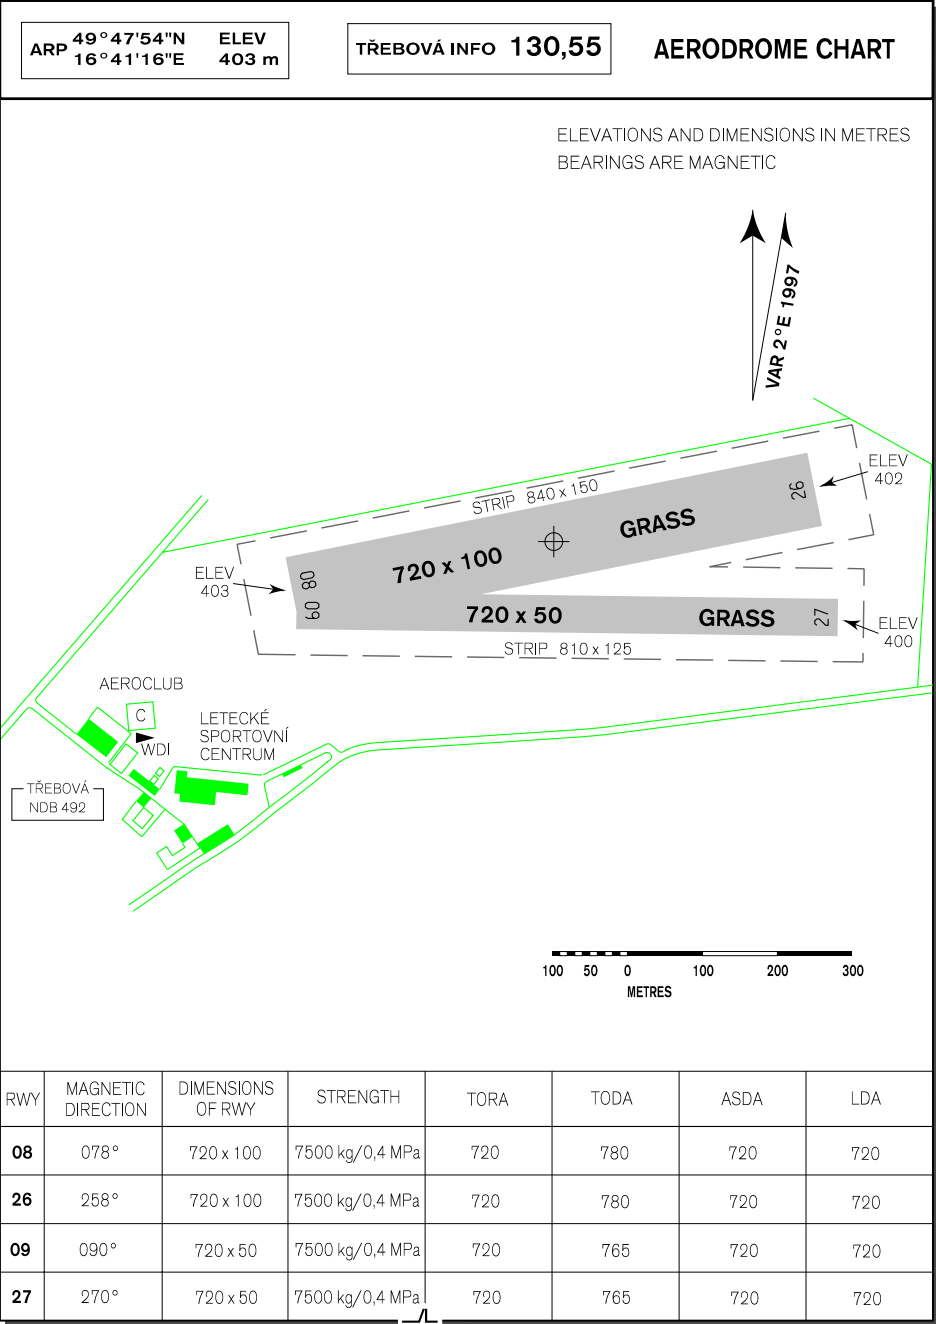 ARP 49°47'54"N ELEV
16°41'16"E 403 m
TŘEBOVÁ INFO 130,55
AERODROME CHART
ELEVATIONS AND DIMENSIONS IN METRES
BEARINGS ARE MAGNETIC
VAR 2°E 1997
ELEV
402
STRIP 840 x 150
26
GRASS
720 x 100
ELEV
403
08
09
720 x 50
GRASS
27
ELEV
400
STRIP 810 x 125
AEROCLUB
C
WDI
LETECKÉ
SPORTOVNÍ
CENTRUM
TŘEBOVÁ
NDB 492
100 50 0 100 200 300
METRES
RWY MAGNETIC DIRECTION DIMENSIONS OF RWY STRENGTH TORA TODA ASDA LDA
08 078° 720 x 100 7500 kg/0,4 MPa 720 780 720 720
26 258° 720 x 100 7500 kg/0,4 MPa 720 780 720 720
09 090° 720 x 50 7500 kg/0,4 MPa 720 765 720 720
27 270° 720 x 50 7500 kg/0,4 MPa 720 765 720 720